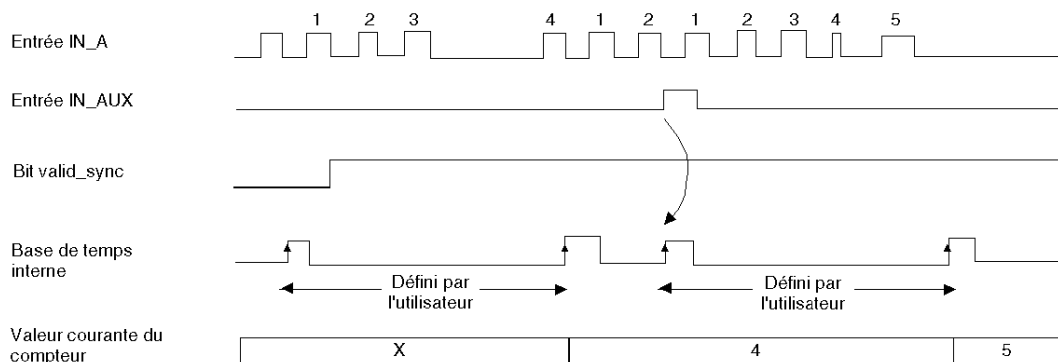 1 2 3 4 1 2 1 2 3 4 5
Entrée IN_A
Entrée IN_AUX
Bit valid_sync
Base de temps
interne
Défini par
l'utilisateur
Défini par
l'utilisateur
Valeur courante du
compteur
X 4 5